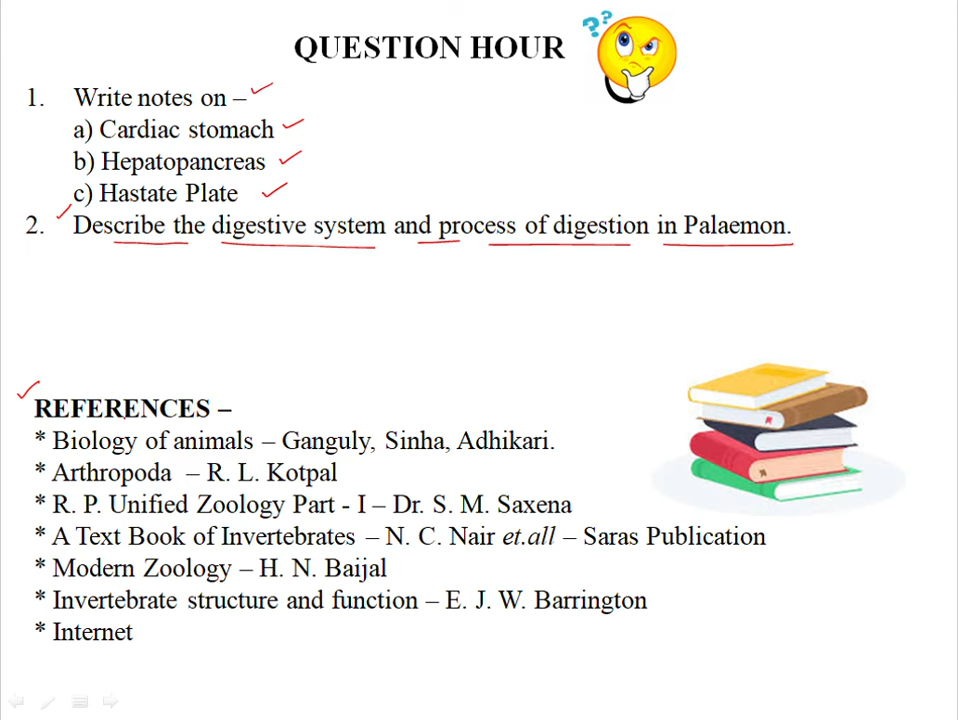 QUESTION HOUR
1. Write notes on –
a) Cardiac stomach
b) Hepatopancreas
c) Hastate Plate
2. Describe the digestive system and process of digestion in Palaemon.
REFERENCES –
* Biology of animals – Ganguly, Sinha, Adhikari.
* Arthropoda – R. L. Kotpal
* R. P. Unified Zoology Part - I – Dr. S. M. Saxena
* A Text Book of Invertebrates – N. C. Nair et.all – Saras Publication
* Modern Zoology – H. N. Baijal
* Invertebrate structure and function – E. J. W. Barrington
* Internet